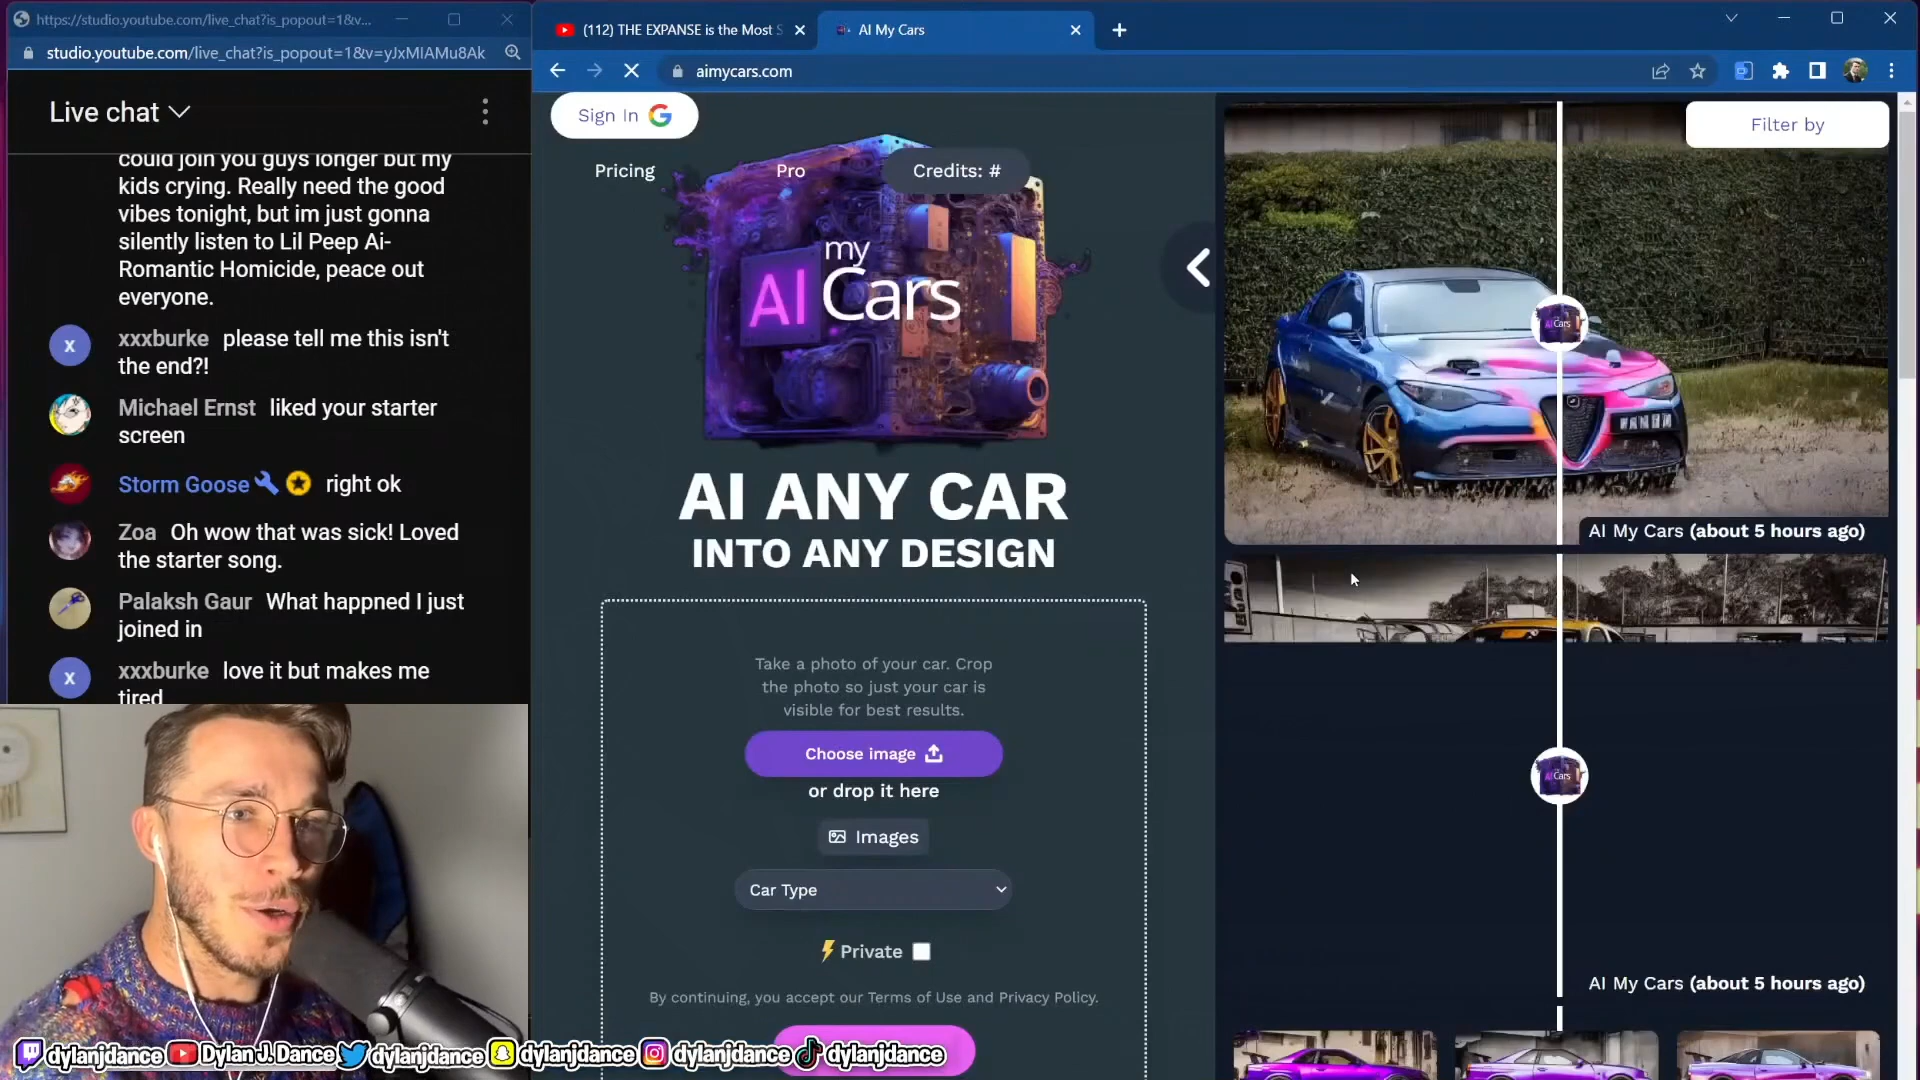 https://studio.youtube.com/live_chat?is_popout=1&v...
studio.youtube.com/live_chat?is_popout=1&v=yJxMIAMu8Ak
Live chat
could join you guys longer but my
kids crying. Really need the good
vibes tonight, but im just gonna
silently listen to Lil Peep Ai-
Romantic Homicide, peace out
everyone.
x
xxxburke please tell me this isn't
the end?!
Michael Ernst liked your starter
screen
Storm Goose right ok
Zoa Oh wow that was sick! Loved
the starter song.
Palaksh Gaur What happned I just
joined in
x
xxxburke love it but makes me
tired
(112) THE EXPANSE is the Most S
AI My Cars
aimycars.com
Sign In
Pricing
Pro
Credits: #
my
AI Cars
AI ANY CAR
INTO ANY DESIGN
Take a photo of your car. Crop
the photo so just your car is
visible for best results.
Choose image
or drop it here
Images
Car Type
Private
By continuing, you accept our Terms of Use and Privacy Policy.
Filter by
AI Cars
AI My Cars (about 5 hours ago)
AI Cars
AI My Cars (about 5 hours ago)
dylanjdance Dylan J. Dance dylanjdance dylanjdance dylanjdance dylanjdance